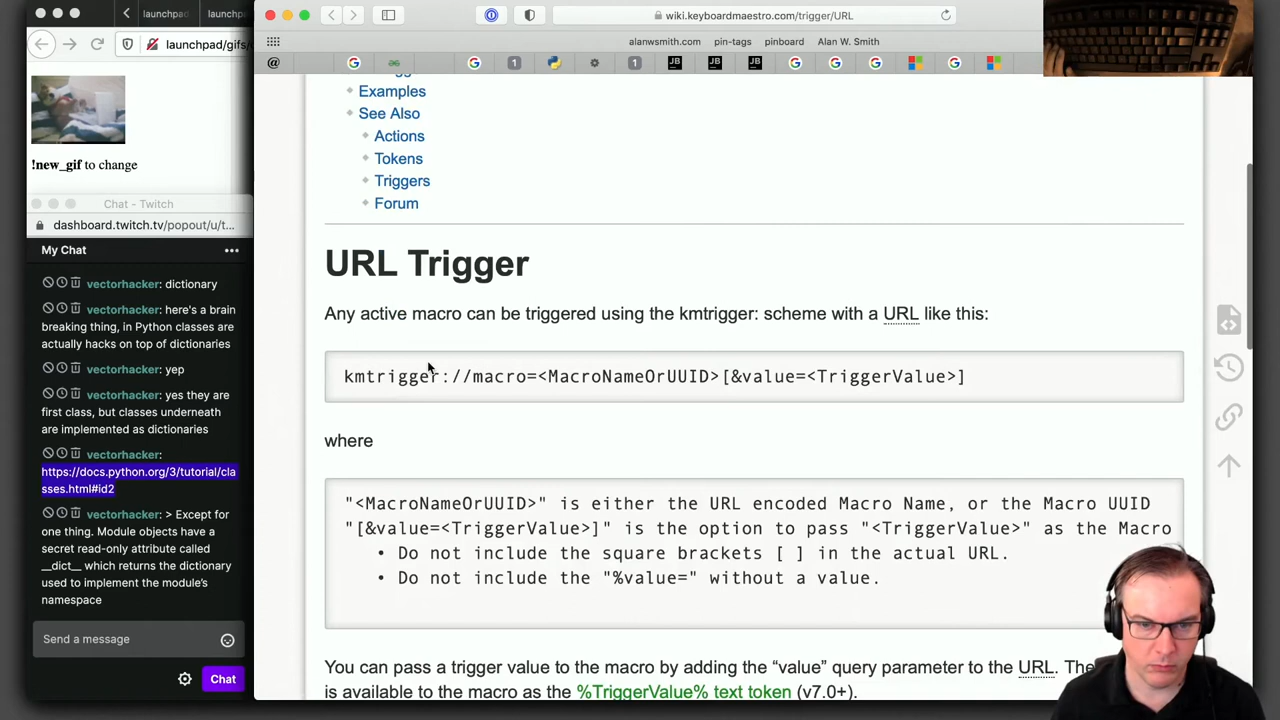 launchpad
launchpad
launchpad/gifs/
!new_gif to change
Chat - Twitch
dashboard.twitch.tv/popout/u/t...
My Chat
vectorhacker: dictionary
vectorhacker: here's a brain
breaking thing, in Python classes are
actually hacks on top of dictionaries
vectorhacker: yep
vectorhacker: yes they are
first class, but classes underneath
are implemented as dictionaries
vectorhacker:
https://docs.python.org/3/tutorial/cla
sses.html#id2
vectorhacker: > Except for
one thing. Module objects have a
secret read-only attribute called
__dict__ which returns the dictionary
used to implement the module's
namespace
Send a message
Chat
wiki.keyboardmaestro.com/trigger/URL
alanwsmith.com pin-tags pinboard Alan W. Smith
Examples
See Also
Actions
Tokens
Triggers
Forum
URL Trigger
Any active macro can be triggered using the kmtrigger: scheme with a URL like this:
kmtrigger://macro=<MacroNameOrUUID>[&value=<TriggerValue>]
where
"<MacroNameOrUUID>" is either the URL encoded Macro Name, or the Macro UUID
"[&value=<TriggerValue>]" is the option to pass "<TriggerValue>" as the Macro
• Do not include the square brackets [ ] in the actual URL.
• Do not include the "%value=" without a value.
You can pass a trigger value to the macro by adding the “value” query parameter to the URL. The
is available to the macro as the %TriggerValue% text token (v7.0+).